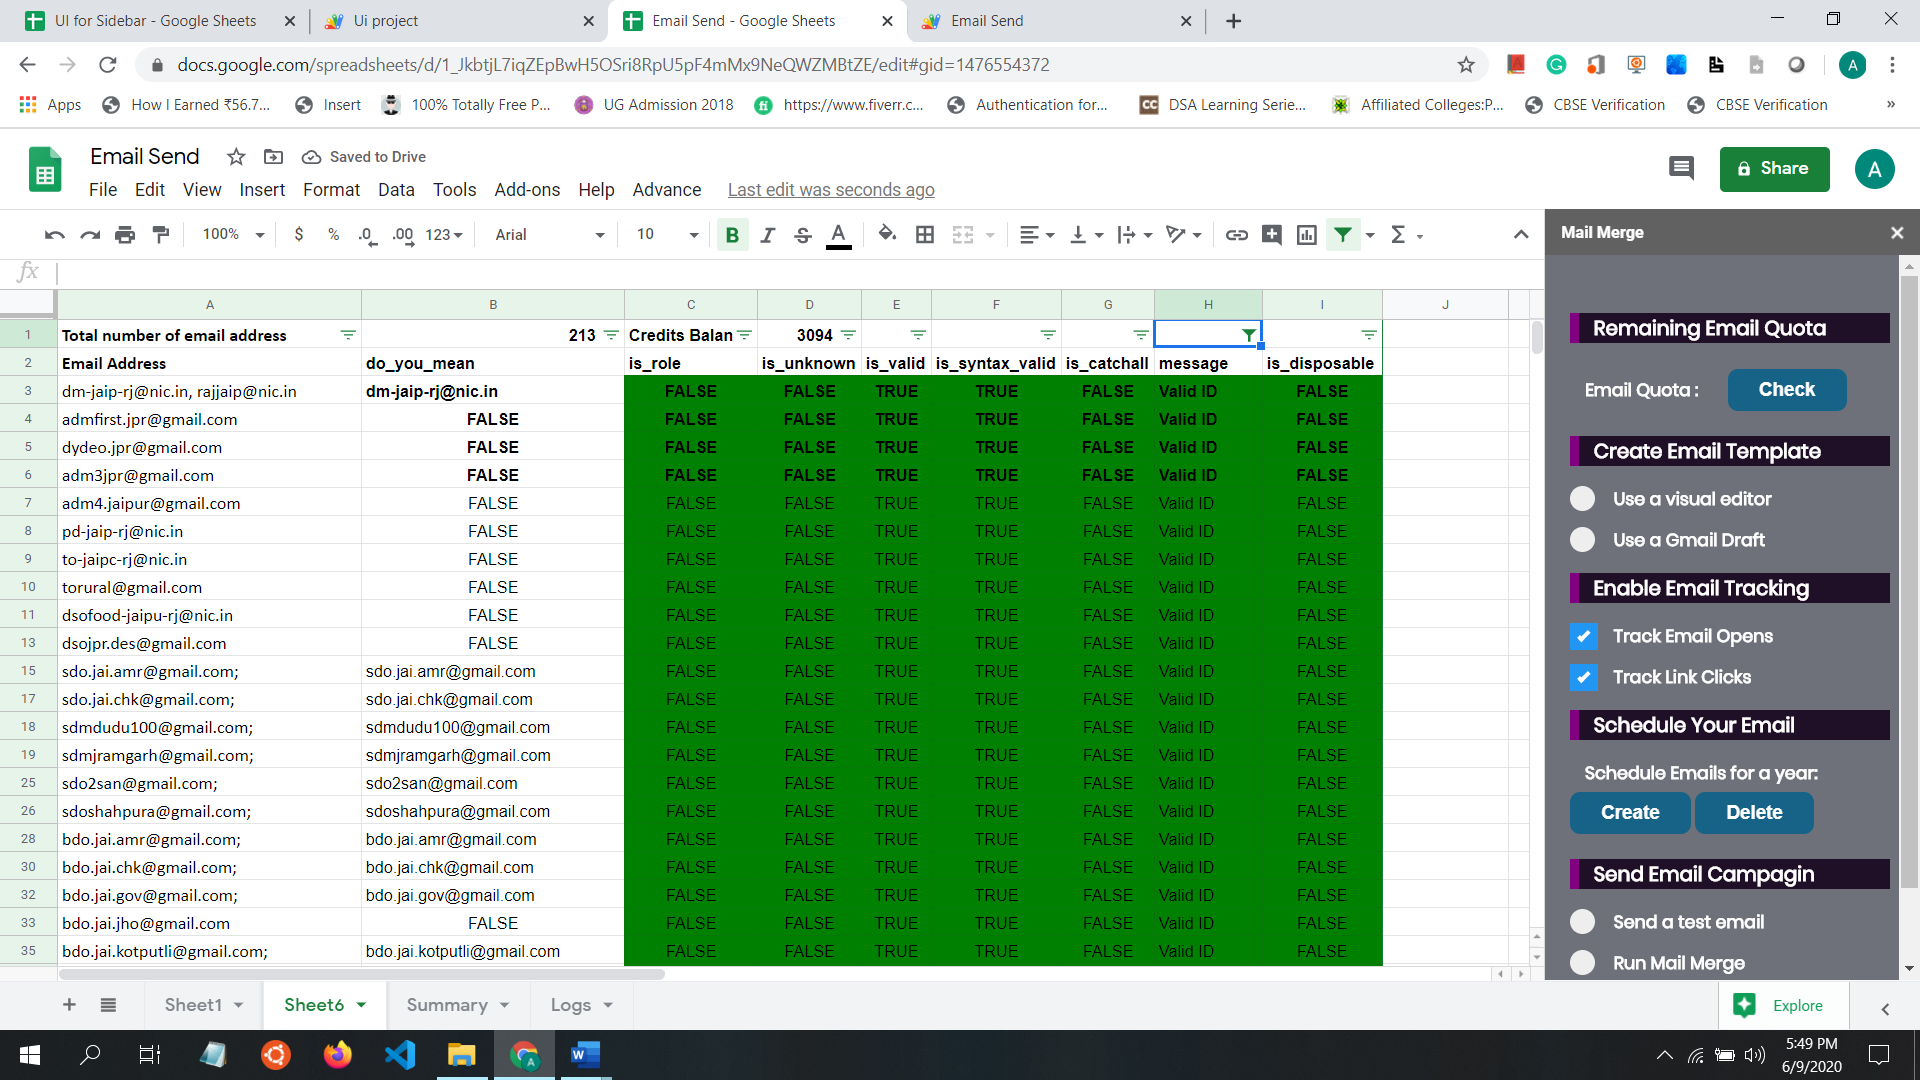 UI for Sidebar - Google Sheets
Ui project
Email Send - Google Sheets
Email Send
docs.google.com/spreadsheets/d/1_JkbtjL7iqZEpBwH5OSri8RpU5pF4mMx9NeQWZMBtZE/edit#gid=1476554372
A
Apps How I Earned ₹56.7... Insert 100% Totally Free P... UG Admission 2018 https://www.fiverr.c... Authentication for... CC DSA Learning Serie... Affiliated Colleges:P... CBSE Verification CBSE Verification »
Email Send Saved to Drive
Share A
File Edit View Insert Format Data Tools Add-ons Help Advance Last edit was seconds ago
100% $ % .0 .00 123 Arial 10 B I S A
fx
A B C D E F G H I J
1 Total number of email address 213 Credits Balan 3094
2 Email Address do_you_mean is_role is_unknown is_valid is_syntax_valid is_catchall message is_disposable
3 dm-jaip-rj@nic.in, rajjaip@nic.in dm-jaip-rj@nic.in FALSE FALSE TRUE TRUE FALSE Valid ID FALSE
4 admfirst.jpr@gmail.com FALSE FALSE FALSE TRUE TRUE FALSE Valid ID FALSE
5 dydeo.jpr@gmail.com FALSE FALSE FALSE TRUE TRUE FALSE Valid ID FALSE
6 adm3jpr@gmail.com FALSE FALSE FALSE TRUE TRUE FALSE Valid ID FALSE
7 adm4.jaipur@gmail.com FALSE FALSE FALSE TRUE TRUE FALSE Valid ID FALSE
8 pd-jaip-rj@nic.in FALSE FALSE FALSE TRUE TRUE FALSE Valid ID FALSE
9 to-jaipc-rj@nic.in FALSE FALSE FALSE TRUE TRUE FALSE Valid ID FALSE
10 torural@gmail.com FALSE FALSE FALSE TRUE TRUE FALSE Valid ID FALSE
11 dsofood-jaipu-rj@nic.in FALSE FALSE FALSE TRUE TRUE FALSE Valid ID FALSE
13 dsojpr.des@gmail.com FALSE FALSE FALSE TRUE TRUE FALSE Valid ID FALSE
15 sdo.jai.amr@gmail.com; sdo.jai.amr@gmail.com FALSE FALSE TRUE TRUE FALSE Valid ID FALSE
17 sdo.jai.chk@gmail.com; sdo.jai.chk@gmail.com FALSE FALSE TRUE TRUE FALSE Valid ID FALSE
18 sdmdudu100@gmail.com; sdmdudu100@gmail.com FALSE FALSE TRUE TRUE FALSE Valid ID FALSE
19 sdmjramgarh@gmail.com; sdmjramgarh@gmail.com FALSE FALSE TRUE TRUE FALSE Valid ID FALSE
25 sdo2san@gmail.com; sdo2san@gmail.com FALSE FALSE TRUE TRUE FALSE Valid ID FALSE
26 sdoshahpura@gmail.com; sdoshahpura@gmail.com FALSE FALSE TRUE TRUE FALSE Valid ID FALSE
28 bdo.jai.amr@gmail.com; bdo.jai.amr@gmail.com FALSE FALSE TRUE TRUE FALSE Valid ID FALSE
30 bdo.jai.chk@gmail.com; bdo.jai.chk@gmail.com FALSE FALSE TRUE TRUE FALSE Valid ID FALSE
32 bdo.jai.gov@gmail.com; bdo.jai.gov@gmail.com FALSE FALSE TRUE TRUE FALSE Valid ID FALSE
33 bdo.jai.jho@gmail.com FALSE FALSE FALSE TRUE TRUE FALSE Valid ID FALSE
35 bdo.jai.kotputli@gmail.com; bdo.jai.kotputli@gmail.com FALSE FALSE TRUE TRUE FALSE Valid ID FALSE
Mail Merge
Remaining Email Quota
Email Quota : Check
Create Email Template
Use a visual editor
Use a Gmail Draft
Enable Email Tracking
Track Email Opens
Track Link Clicks
Schedule Your Email
Schedule Emails for a year:
Create Delete
Send Email Campagin
Send a test email
Run Mail Merge
Sheet1 Sheet6 Summary Logs
Explore
5:49 PM
6/9/2020